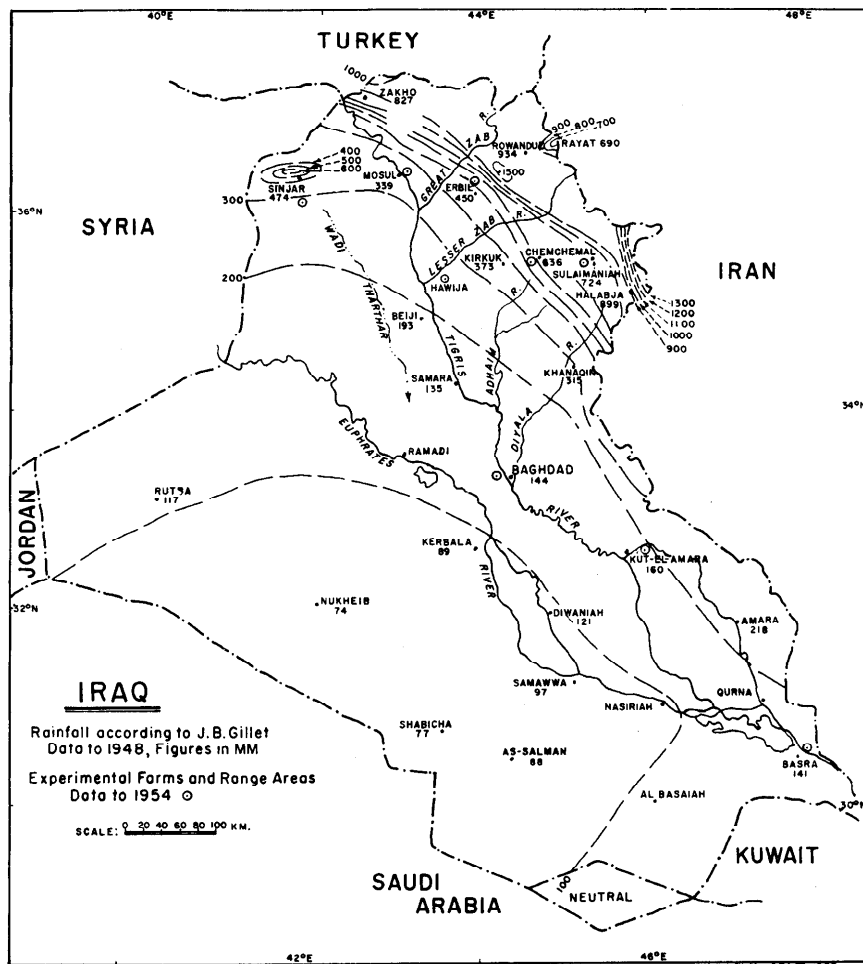 40°E
44°E
48°E
TURKEY
1000
ZAKHO
827
900
800
700
ROWANDUZ
934
RAYAT 690
R.
GREAT ZAB
400
500
600
SINJAR
474
MOSUL
339
ERBIL
450
1500
36°N
300
SYRIA
WADI THARTHAR
LESSER ZAB R.
KIRKUK
373
CHEMCHEMAL
636
SULAIMANIAH
724
HALABJA
899
IRAN
200
HAWIJA
1300
1200
1100
1000
900
BEIJI
193
TIGRIS
ADHAIM
R.
DIYALA
R.
KHANAQIN
315
SAMARA
135
34°N
EUPHRATES
RAMADI
BAGHDAD
144
JORDAN
RUTBA
117
RIVER
KERBALA
89
RIVER
KUT-EL-AMARA
160
32°N
NUKHEIB
74
DIWANIAH
121
AMARA
218
IRAQ
SAMAWWA
97
NASIRIAH
QURNA
Rainfall according to J.B.Gillet
Data to 1948, Figures in MM
SHABICHA
77
AS-SALMAN
88
BASRA
141
Experimental Farms and Range Areas
Data to 1954
AL BASAIAH
30°N
SCALE: 0 20 40 60 80 100 KM.
KUWAIT
SAUDI
ARABIA
100
NEUTRAL
42°E
46°E